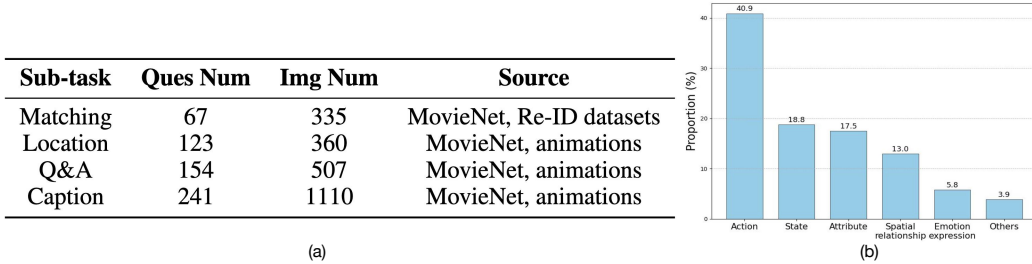 Sub-task Ques Num Img Num Source
Matching 67 335 MovieNet, Re-ID datasets
Location 123 360 MovieNet, animations
Q&A 154 507 MovieNet, animations
Caption 241 1110 MovieNet, animations
(a)
Proportion (%)
40
30
20
10
0
40.9
18.8
17.5
13.0
5.8
3.9
Action State Attribute Spatial Emotion Others
relationship expression
(b)